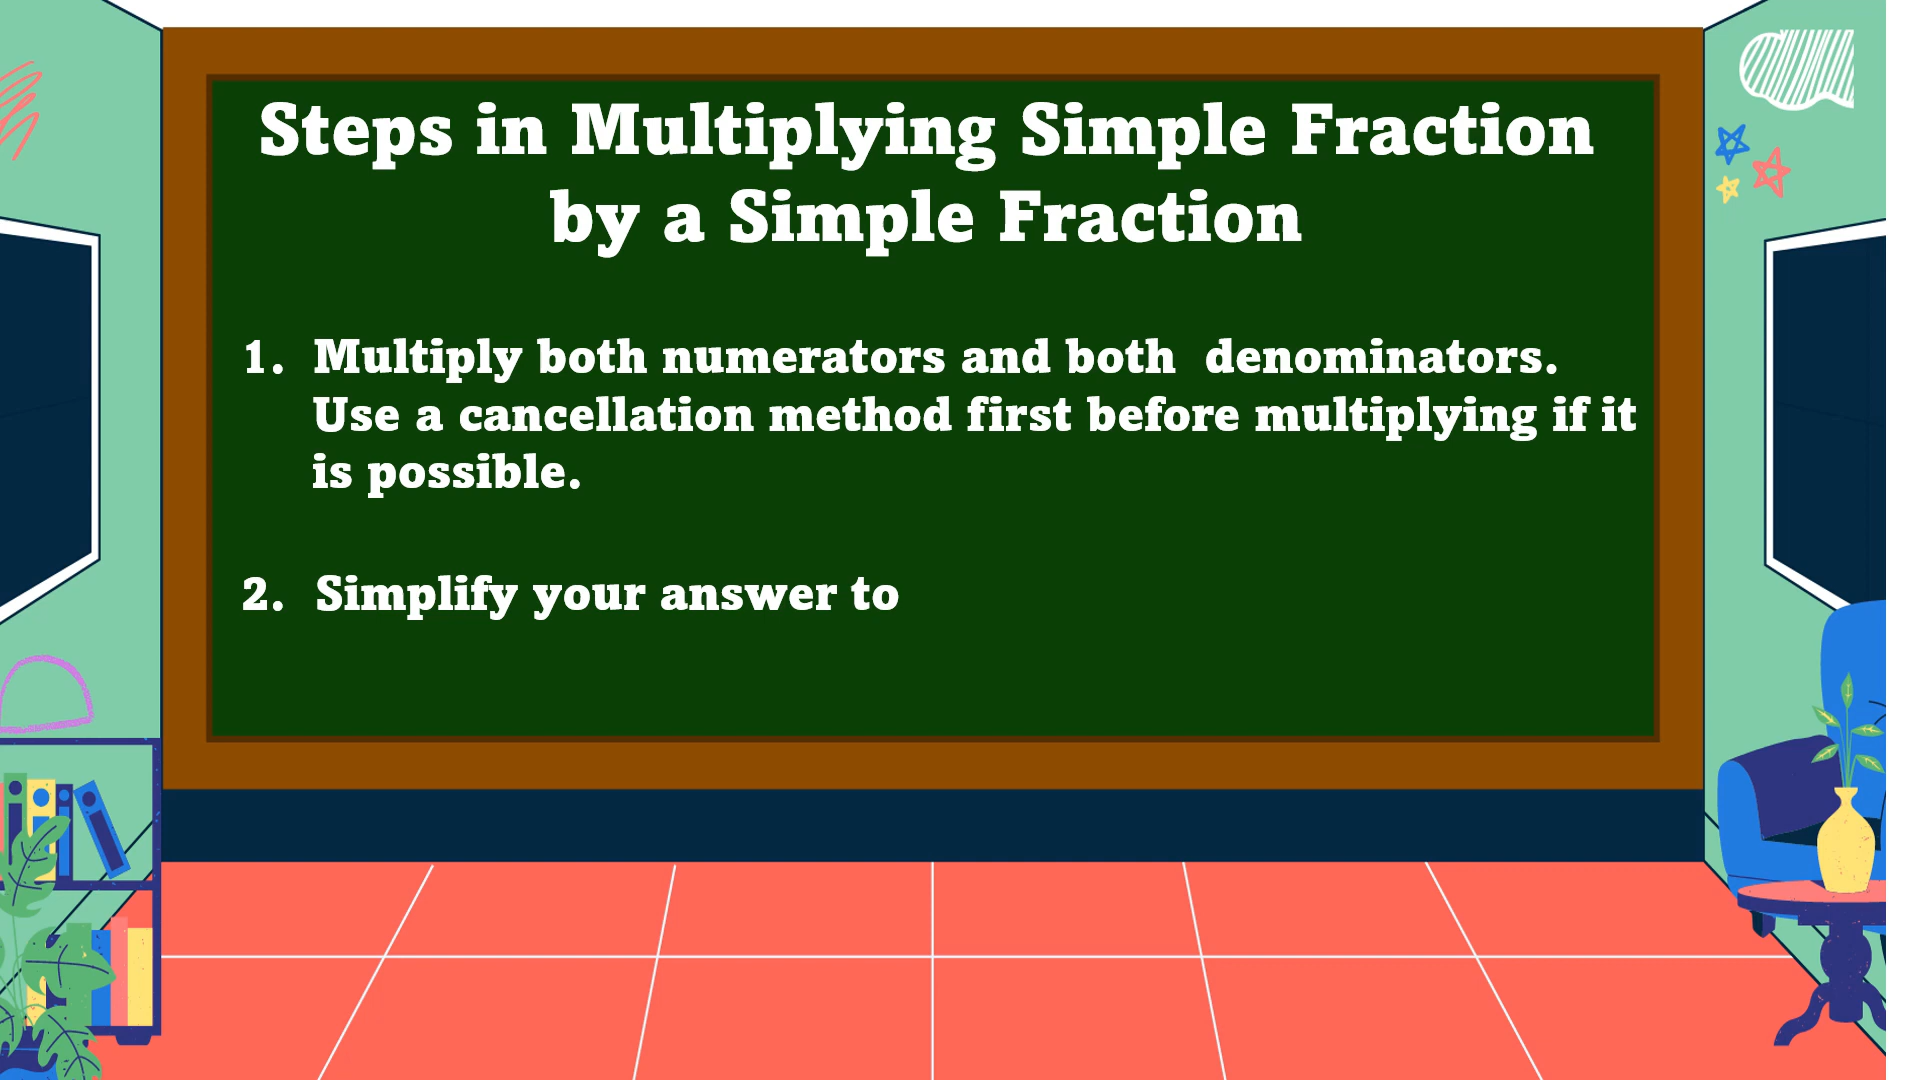 Steps in Multiplying Simple Fraction
by a Simple Fraction
1. Multiply both numerators and both denominators.
Use a cancellation method first before multiplying if it
is possible.
2. Simplify your answer to